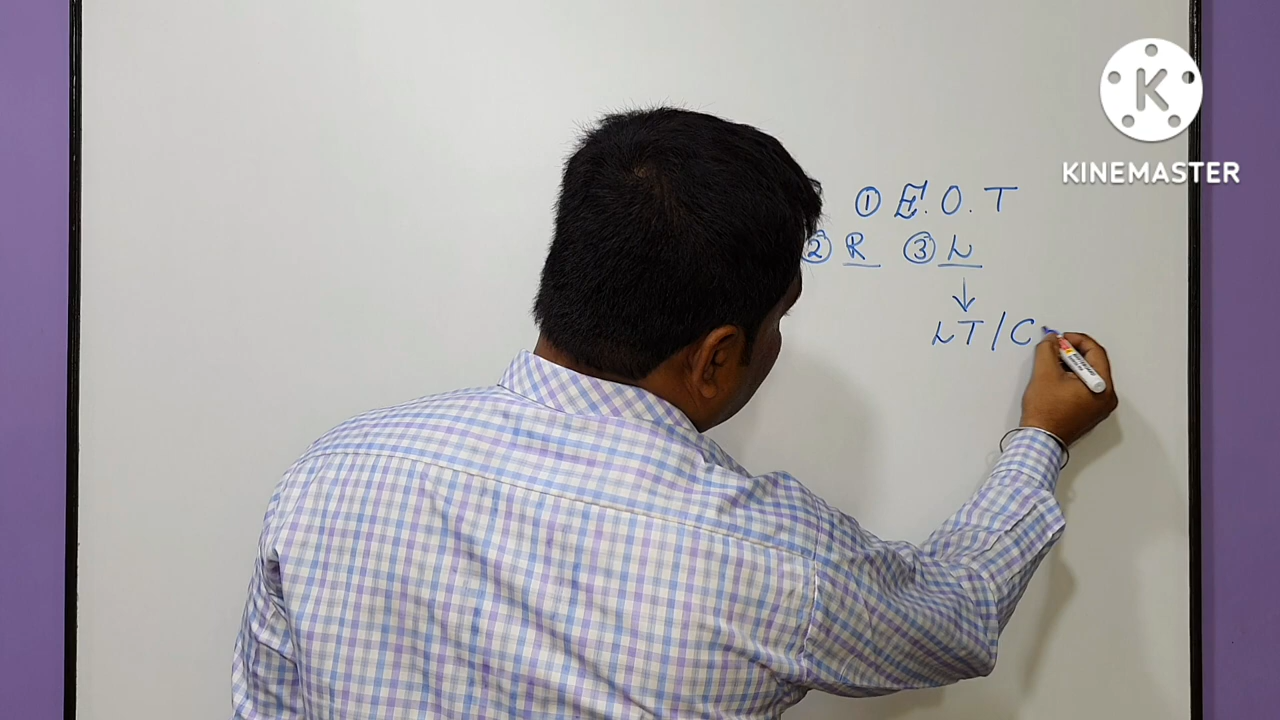 K
KINEMASTER
① E.O.T
② R ③ L
↓
LT/C